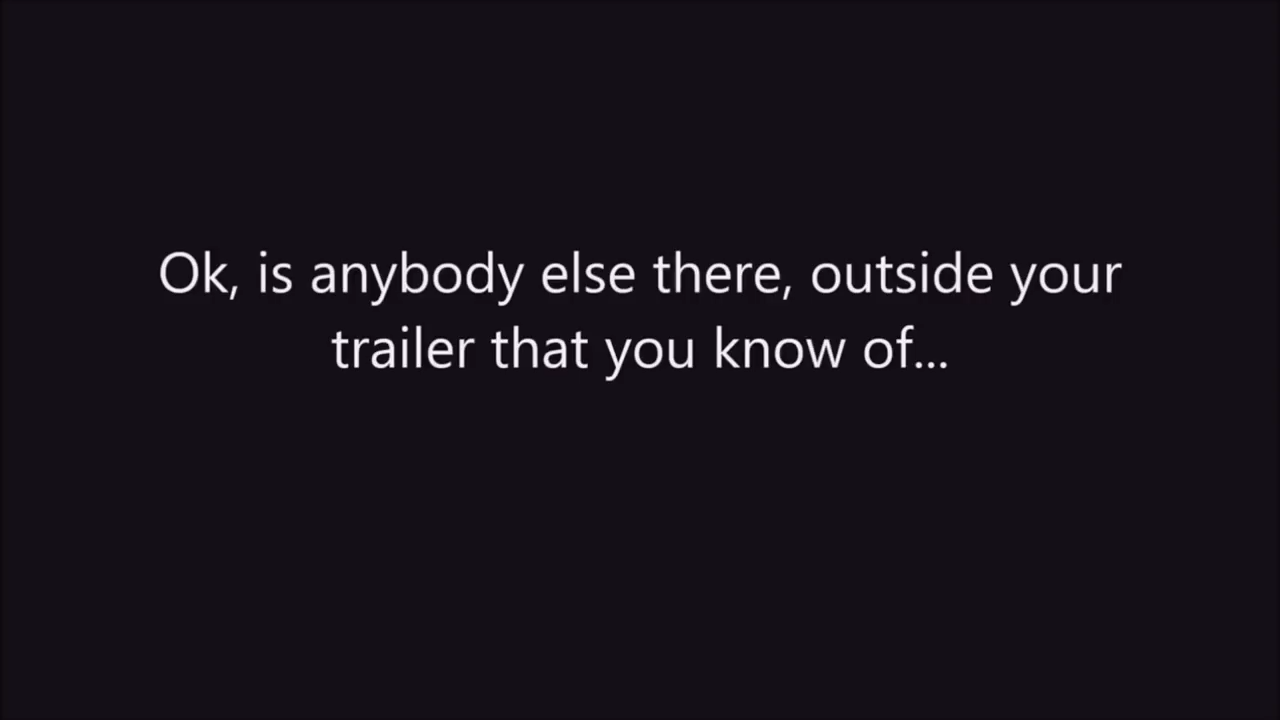 Ok, is anybody else there, outside your
trailer that you know of...